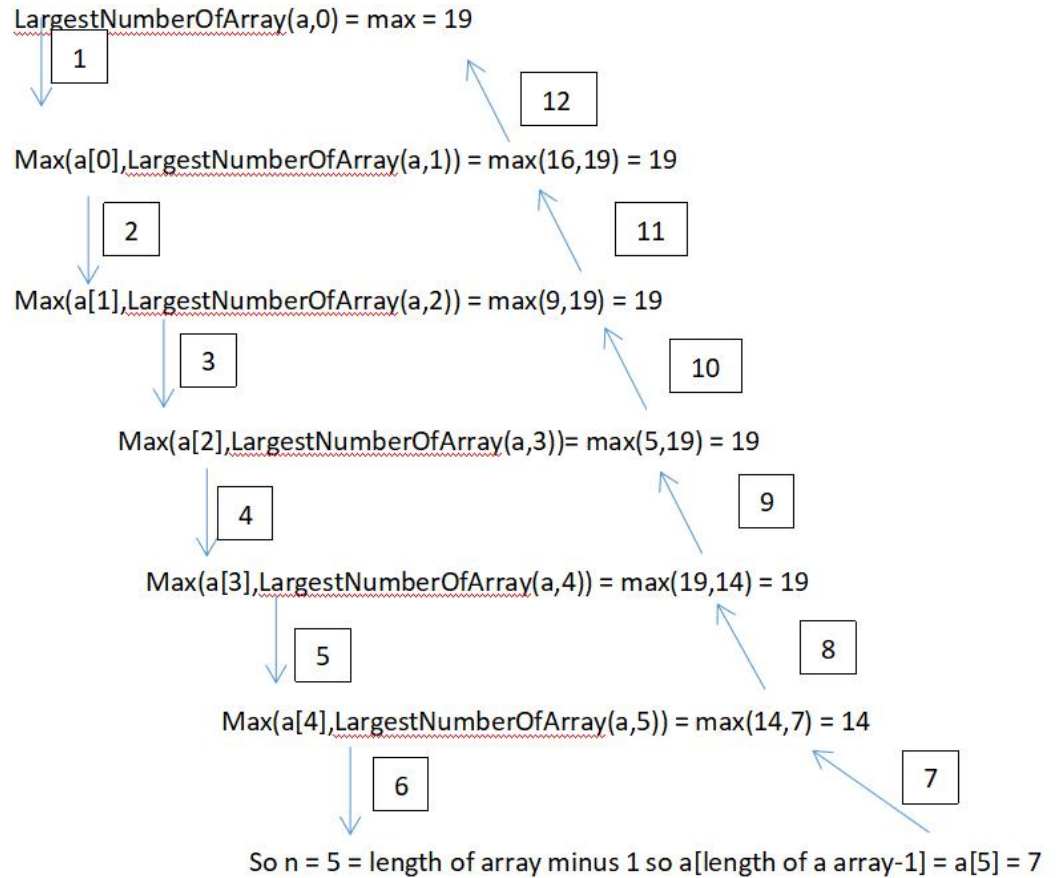 LargestNumberOfArray(a,0) = max = 19
1
12
Max(a[0],LargestNumberOfArray(a,1)) = max(16,19) = 19
2
11
Max(a[1],LargestNumberOfArray(a,2)) = max(9,19) = 19
3
10
Max(a[2],LargestNumberOfArray(a,3))= max(5,19) = 19
4
9
Max(a[3],LargestNumberOfArray(a,4)) = max(19,14) = 19
5
8
Max(a[4],LargestNumberOfArray(a,5)) = max(14,7) = 14
6
7
So n = 5 = length of array minus 1 so a[length of a array-1] = a[5] = 7